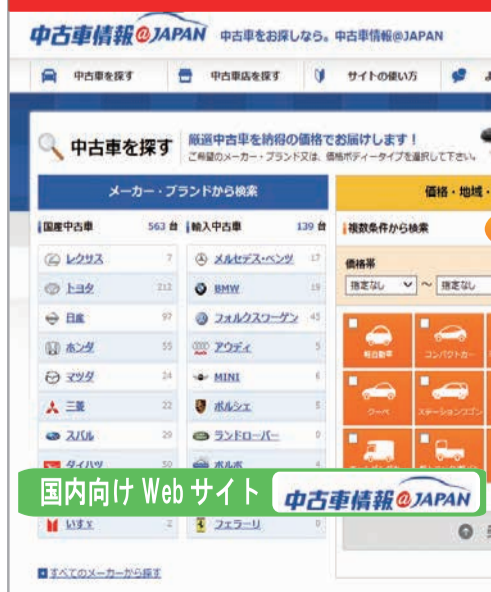 中古車情報@JAPAN 中古車をお探しなら。中古車情報@JAPAN
中古車を探す 中古車店を探す サイトの使い方
中古車を探す 厳選中古車を納得の価格でお届けします！
ご希望のメーカー・ブランド又は、価格ボディータイプを選択して下さい。
メーカー・ブランドから検索 価格・地域・
国産中古車 563 台 輸入中古車 139 台 複数条件から検索
レクサス 7 メルセデス・ベンツ 17 価格帯
トヨタ 212 BMW 19 指定なし ～ 指定なし
日産 97 フォルクスワーゲン 45
ホンダ 55 アウディ 5 軽自動車 コンパクトカー
マツダ 24 MINI 6
三菱 22 ポルシェ 5 クーペ ステーションワゴン
スバル 29 ランドローバー 0
ダイハツ 50 ボルボ 4
国内向け Web サイト 中古車情報@JAPAN
いすゞ 2 フェラーリ 0
すべてのメーカーから探す